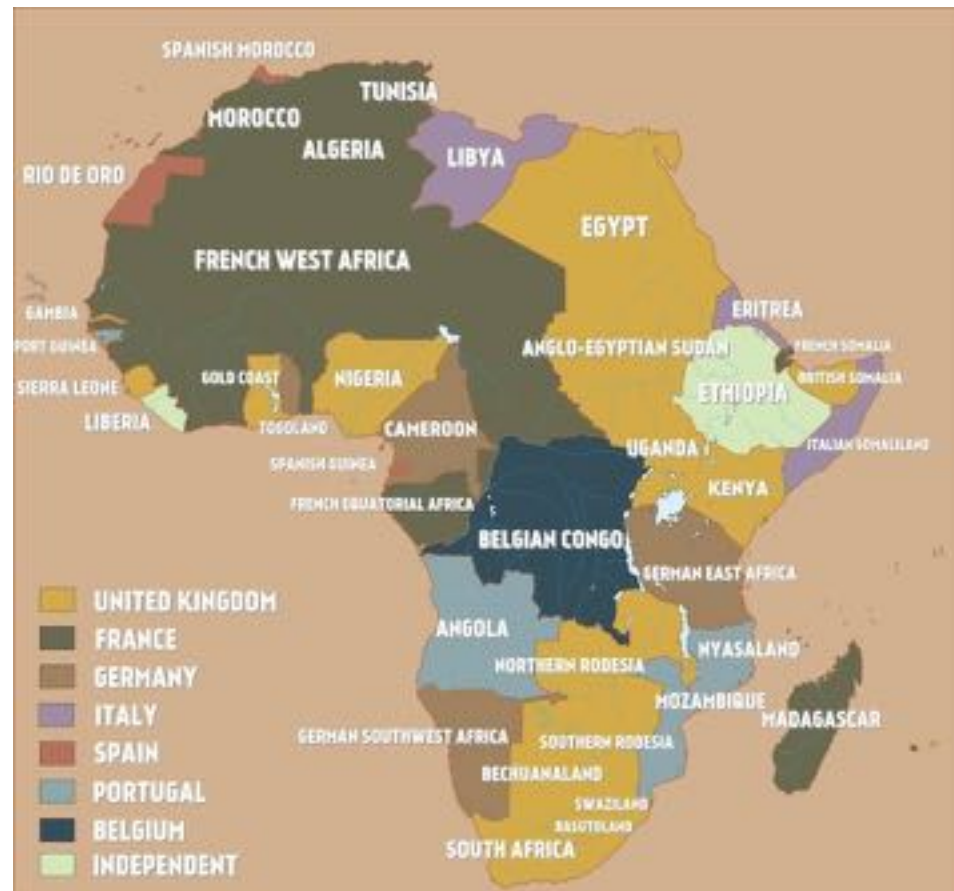 SPANISH MOROCCO
TUNISIA
MOROCCO
ALGERIA
LIBYA
RIO DE ORO
EGYPT
FRENCH WEST AFRICA
GAMBIA
ERITREA
PORT GUINEA
ANGLO-EGYPTIAN SUDAN
FRENCH SOMALIA
SIERRA LEONE
GOLD COAST
NIGERIA
BRITISH SOMALIA
ETHIOPIA
LIBERIA
TOGOLAND
CAMEROON
UGANDA
ITALIAN SOMALILAND
SPANISH GUINEA
KENYA
FRENCH EQUATORIAL AFRICA
BELGIAN CONGO
GERMAN EAST AFRICA
UNITED KINGDOM
FRANCE
GERMANY
ITALY
SPAIN
PORTUGAL
BELGIUM
INDEPENDENT
ANGOLA
NYASALAND
NORTHERN RODESIA
MOZAMBIQUE
MADAGASCAR
GERMAN SOUTHWEST AFRICA
SOUTHERN RODESIA
BECHUANALAND
SWAZILAND
BASUTOLAND
SOUTH AFRICA